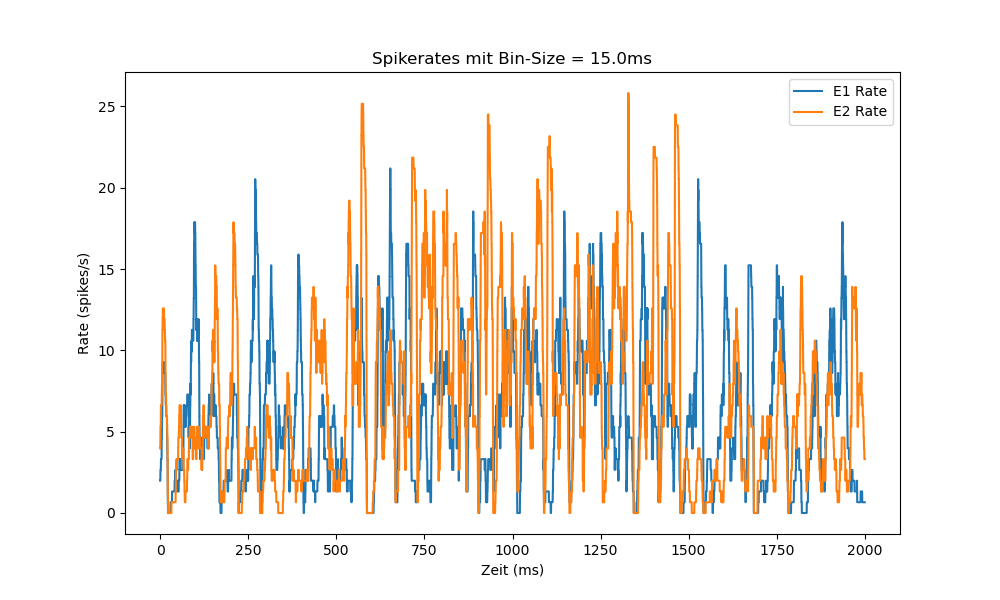 Spikerates mit Bin-Size = 15.0ms
E1 Rate
E2 Rate
Rate (spikes/s)
25
20
15
10
5
0
0 250 500 750 1000 1250 1500 1750 2000
Zeit (ms)